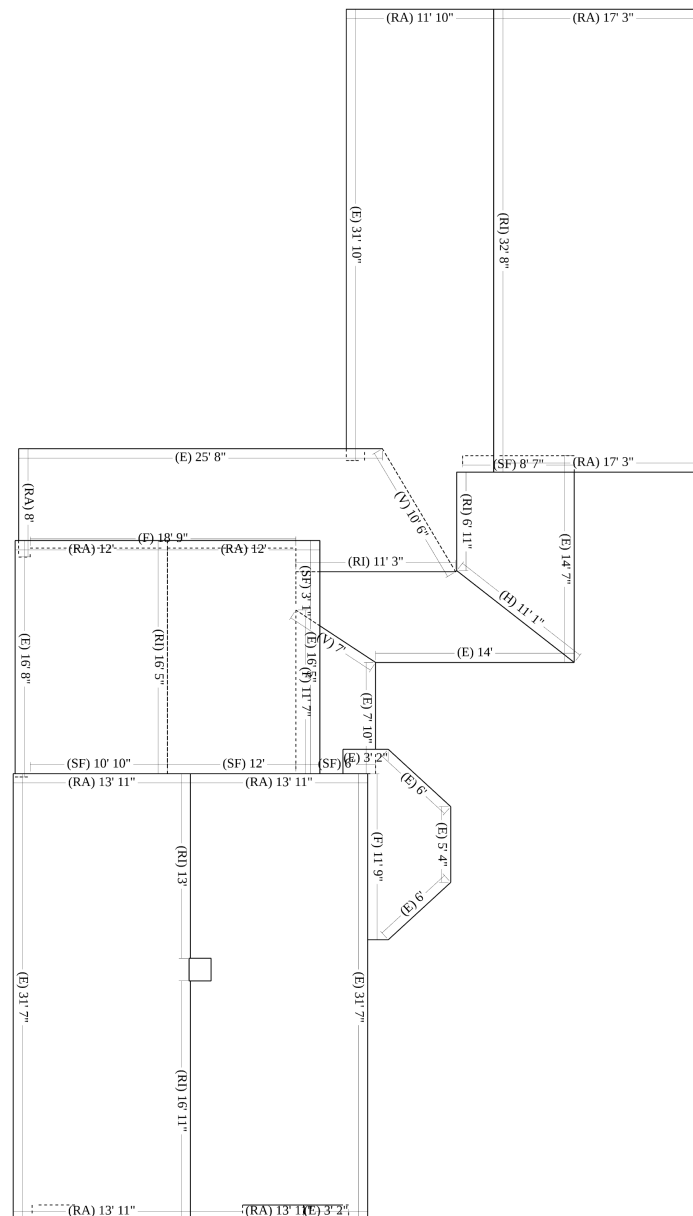 (RA) 11' 10"
(RA) 17' 3"
(E) 31' 10"
(RI) 32' 8"
(E) 25' 8"
(SF) 8' 7"
(RA) 17' 3"
(RA) 8'
(V) 10' 6"
(RI) 6' 11"
(F) 18' 9"
(RA) 12'
(RA) 12'
(RI) 11' 3"
(E) 14' 7"
(SF) 3' 1"
(H) 11' 1"
(E) 16' 8"
(RI) 16' 5"
(E) 16' 5"
(V) 7'
(E) 14'
(F) 11' 7"
(E) 7' 10"
(SF) 10' 10"
(SF) 12'
(SF) 6'
(E) 3' 2"
(RA) 13' 11"
(RA) 13' 11"
(E) 6'
(RI) 13'
(F) 11' 9"
(E) 5' 4"
(E) 6'
(E) 31' 7"
(E) 31' 7"
(RI) 16' 11"
(RA) 13' 11"
(RA) 13' 11"
(E) 3' 2"